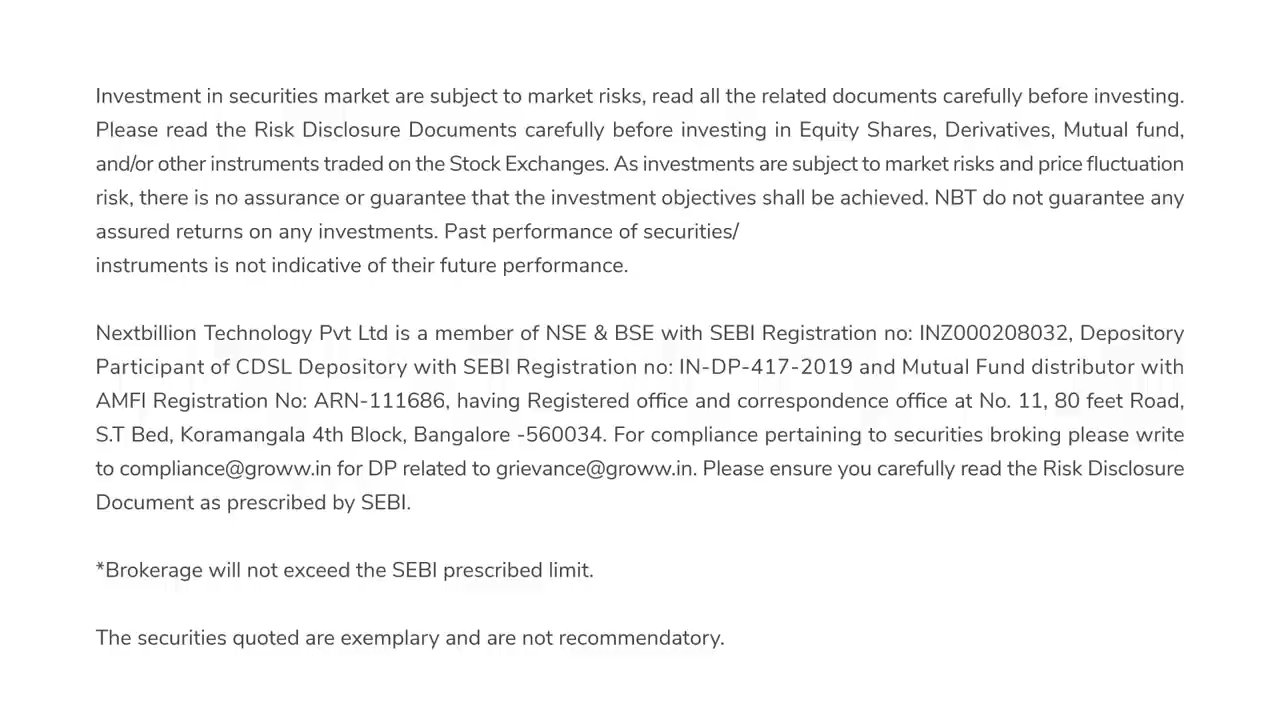 Investment in securities market are subject to market risks, read all the related documents carefully before investing.
Please read the Risk Disclosure Documents carefully before investing in Equity Shares, Derivatives, Mutual fund,
and/or other instruments traded on the Stock Exchanges. As investments are subject to market risks and price fluctuation
risk, there is no assurance or guarantee that the investment objectives shall be achieved. NBT do not guarantee any
assured returns on any investments. Past performance of securities/
instruments is not indicative of their future performance.
Nextbillion Technology Pvt Ltd is a member of NSE & BSE with SEBI Registration no: INZ000208032, Depository
Participant of CDSL Depository with SEBI Registration no: IN-DP-417-2019 and Mutual Fund distributor with
AMFI Registration No: ARN-111686, having Registered office and correspondence office at No. 11, 80 feet Road,
S.T Bed, Koramangala 4th Block, Bangalore -560034. For compliance pertaining to securities broking please write
to compliance@groww.in for DP related to grievance@groww.in. Please ensure you carefully read the Risk Disclosure
Document as prescribed by SEBI.
*Brokerage will not exceed the SEBI prescribed limit.
The securities quoted are exemplary and are not recommendatory.